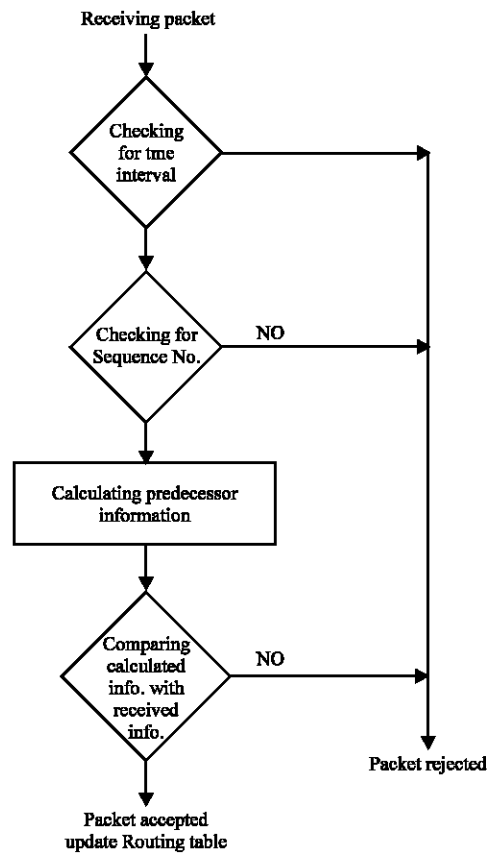 Receiving packet
Checking
for tme
interval
Checking for
Sequence No.
NO
Calculating predecessor
information
Comparing
calculated
info. with
received
info.
NO
Packet rejected
Packet accepted
update Routing table